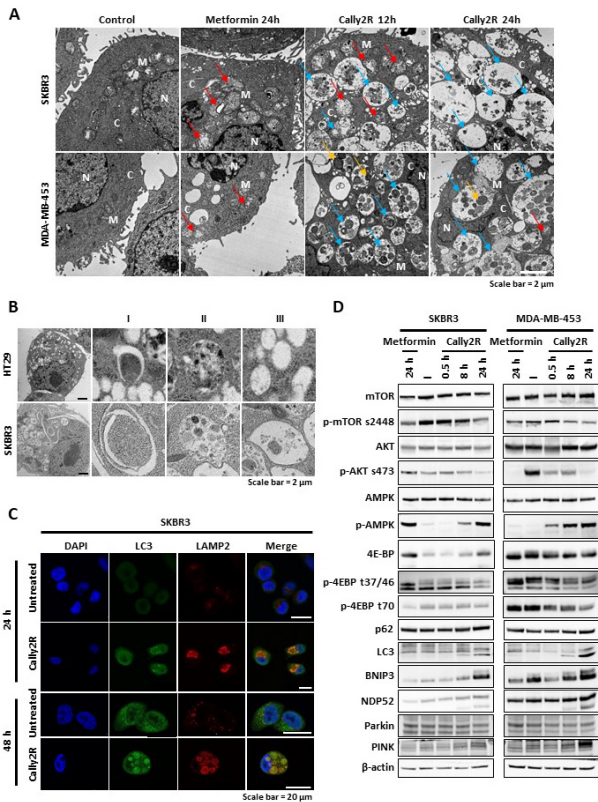 A
Control
Metformin 24h
Cally2R 12h
Cally2R 24h
SKBR3
M
C
N
M
C
N
M
C
C
M
N
MDA-MB-453
N
C
M
N
C
M
C
N
M
C
N
Scale bar = 2 μm
B
I
II
III
HT29
SKBR3
Scale bar = 2 μm
C
SKBR3
DAPI
LC3
LAMP2
Merge
24 h
Untreated
Cally2R
48 h
Untreated
Cally2R
Scale bar = 20 μm
D
SKBR3
MDA-MB-453
Metformin
Cally2R
Metformin
Cally2R
24 h
–
0.5 h
8 h
24 h
24 h
–
0.5 h
8 h
24 h
mTOR
p-mTOR s2448
AKT
p-AKT s473
AMPK
p-AMPK
4E-BP
p-4EBP t37/46
p-4EBP t70
p62
LC3
BNIP3
NDP52
Parkin
PINK
β-actin